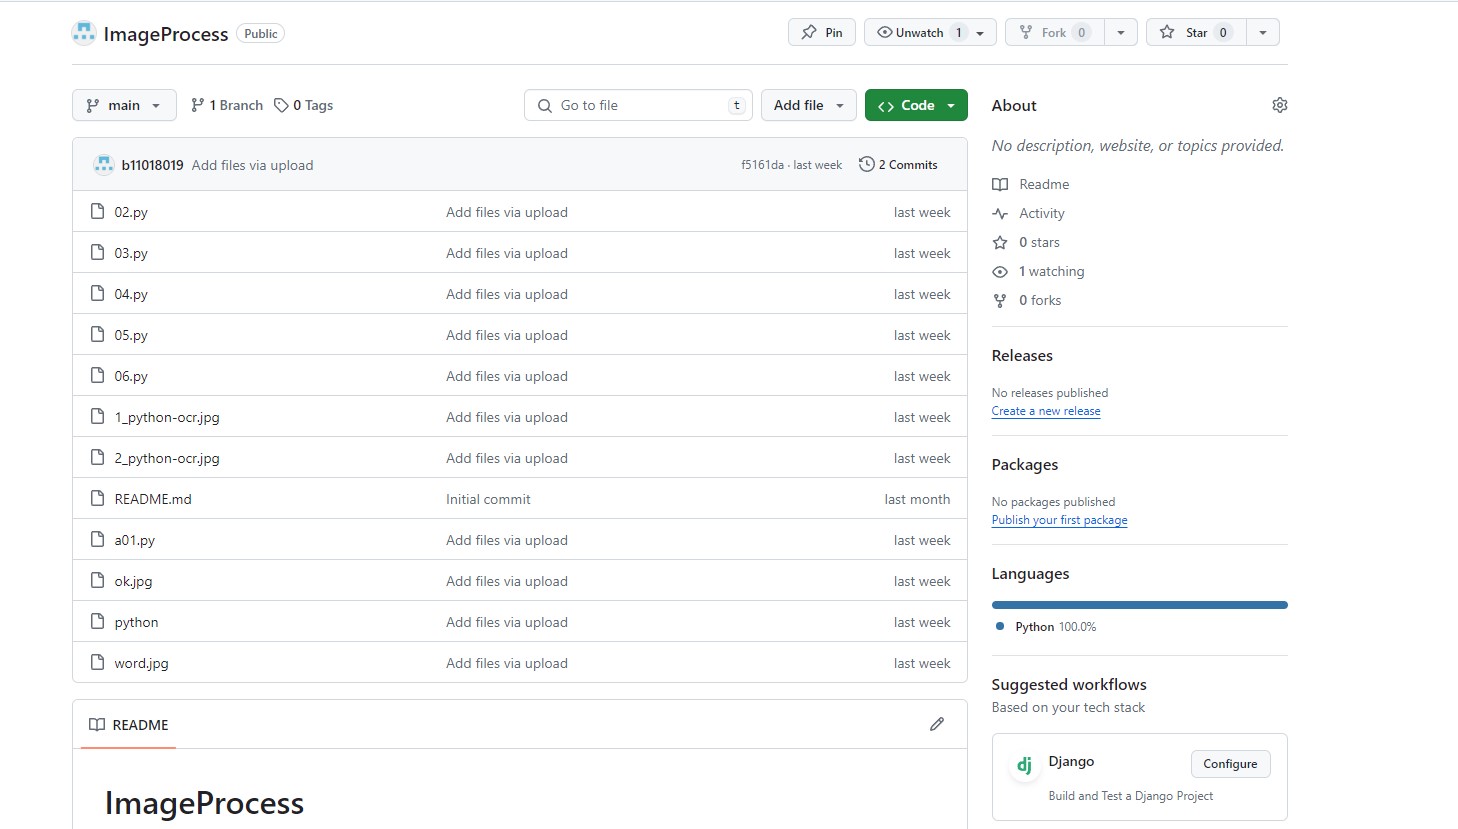 ImageProcess Public Pin Unwatch 1 Fork 0 Star 0
main 1 Branch 0 Tags Go to file t Add file Code
b11018019 Add files via upload f5161da · last week 2 Commits
02.py Add files via upload last week
03.py Add files via upload last week
04.py Add files via upload last week
05.py Add files via upload last week
06.py Add files via upload last week
1_python-ocr.jpg Add files via upload last week
2_python-ocr.jpg Add files via upload last week
README.md Initial commit last month
a01.py Add files via upload last week
ok.jpg Add files via upload last week
python Add files via upload last week
word.jpg Add files via upload last week
README
ImageProcess
About
No description, website, or topics provided.
Readme
Activity
0 stars
1 watching
0 forks
Releases
No releases published
Create a new release
Packages
No packages published
Publish your first package
Languages
Python 100.0%
Suggested workflows
Based on your tech stack
dj Django Configure
Build and Test a Django Project